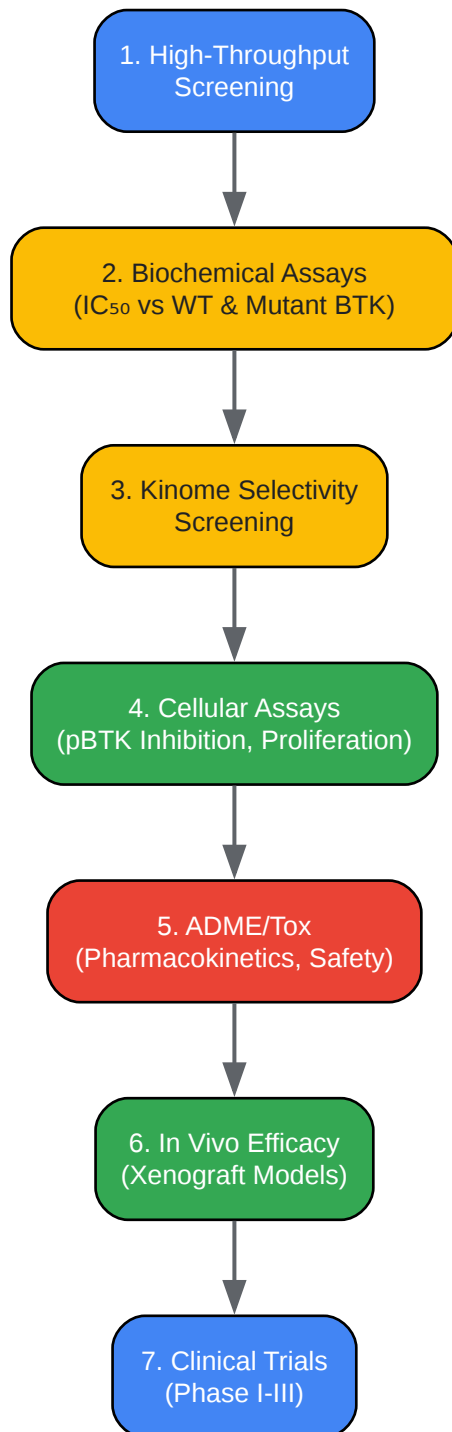 1. High-Throughput
Screening
2. Biochemical Assays
(IC₅₀ vs WT & Mutant BTK)
3. Kinome Selectivity
Screening
4. Cellular Assays
(pBTK Inhibition, Proliferation)
5. ADME/Tox
(Pharmacokinetics, Safety)
6. In Vivo Efficacy
(Xenograft Models)
7. Clinical Trials
(Phase I-III)